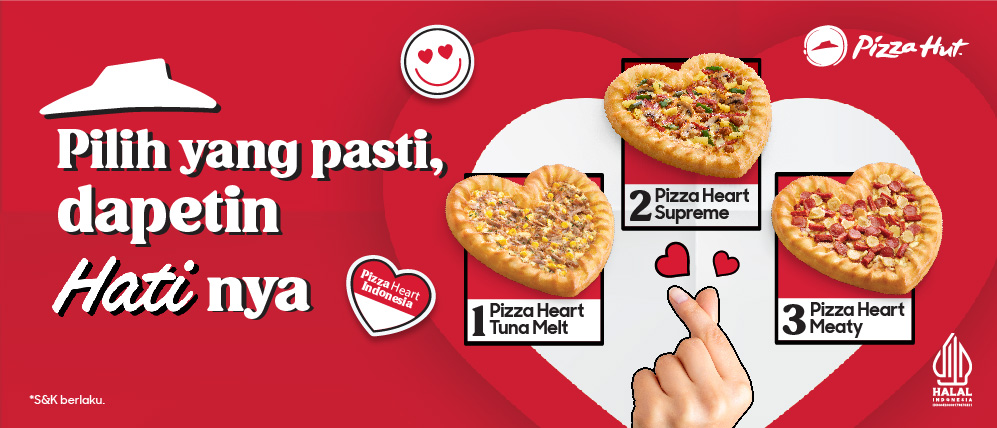 Pizza Hut
Pilih yang pasti,
dapetin
Hati nya
Pizza Heart
Indonesia
1 Pizza Heart
Tuna Melt
2 Pizza Heart
Supreme
3 Pizza Heart
Meaty
*S&K berlaku.
HALAL
INDONESIA